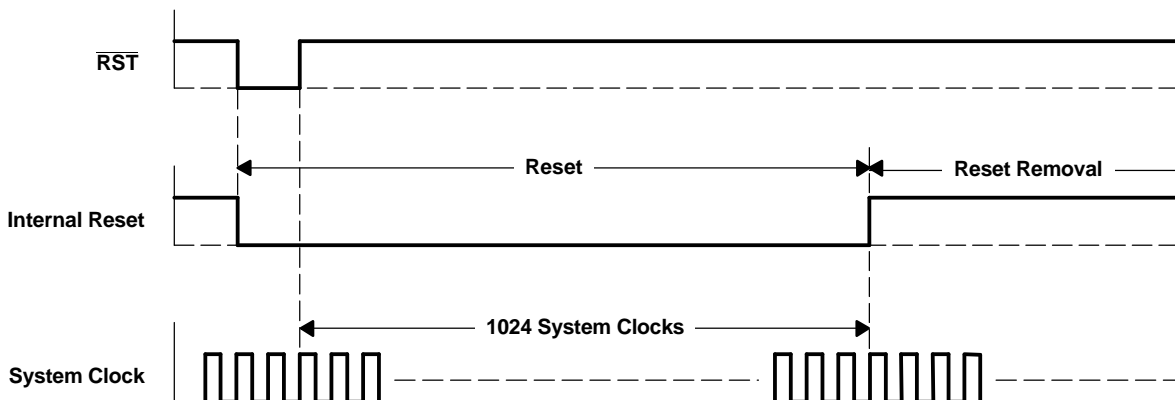 RST
Reset
Reset Removal
Internal Reset
1024 System Clocks
System Clock